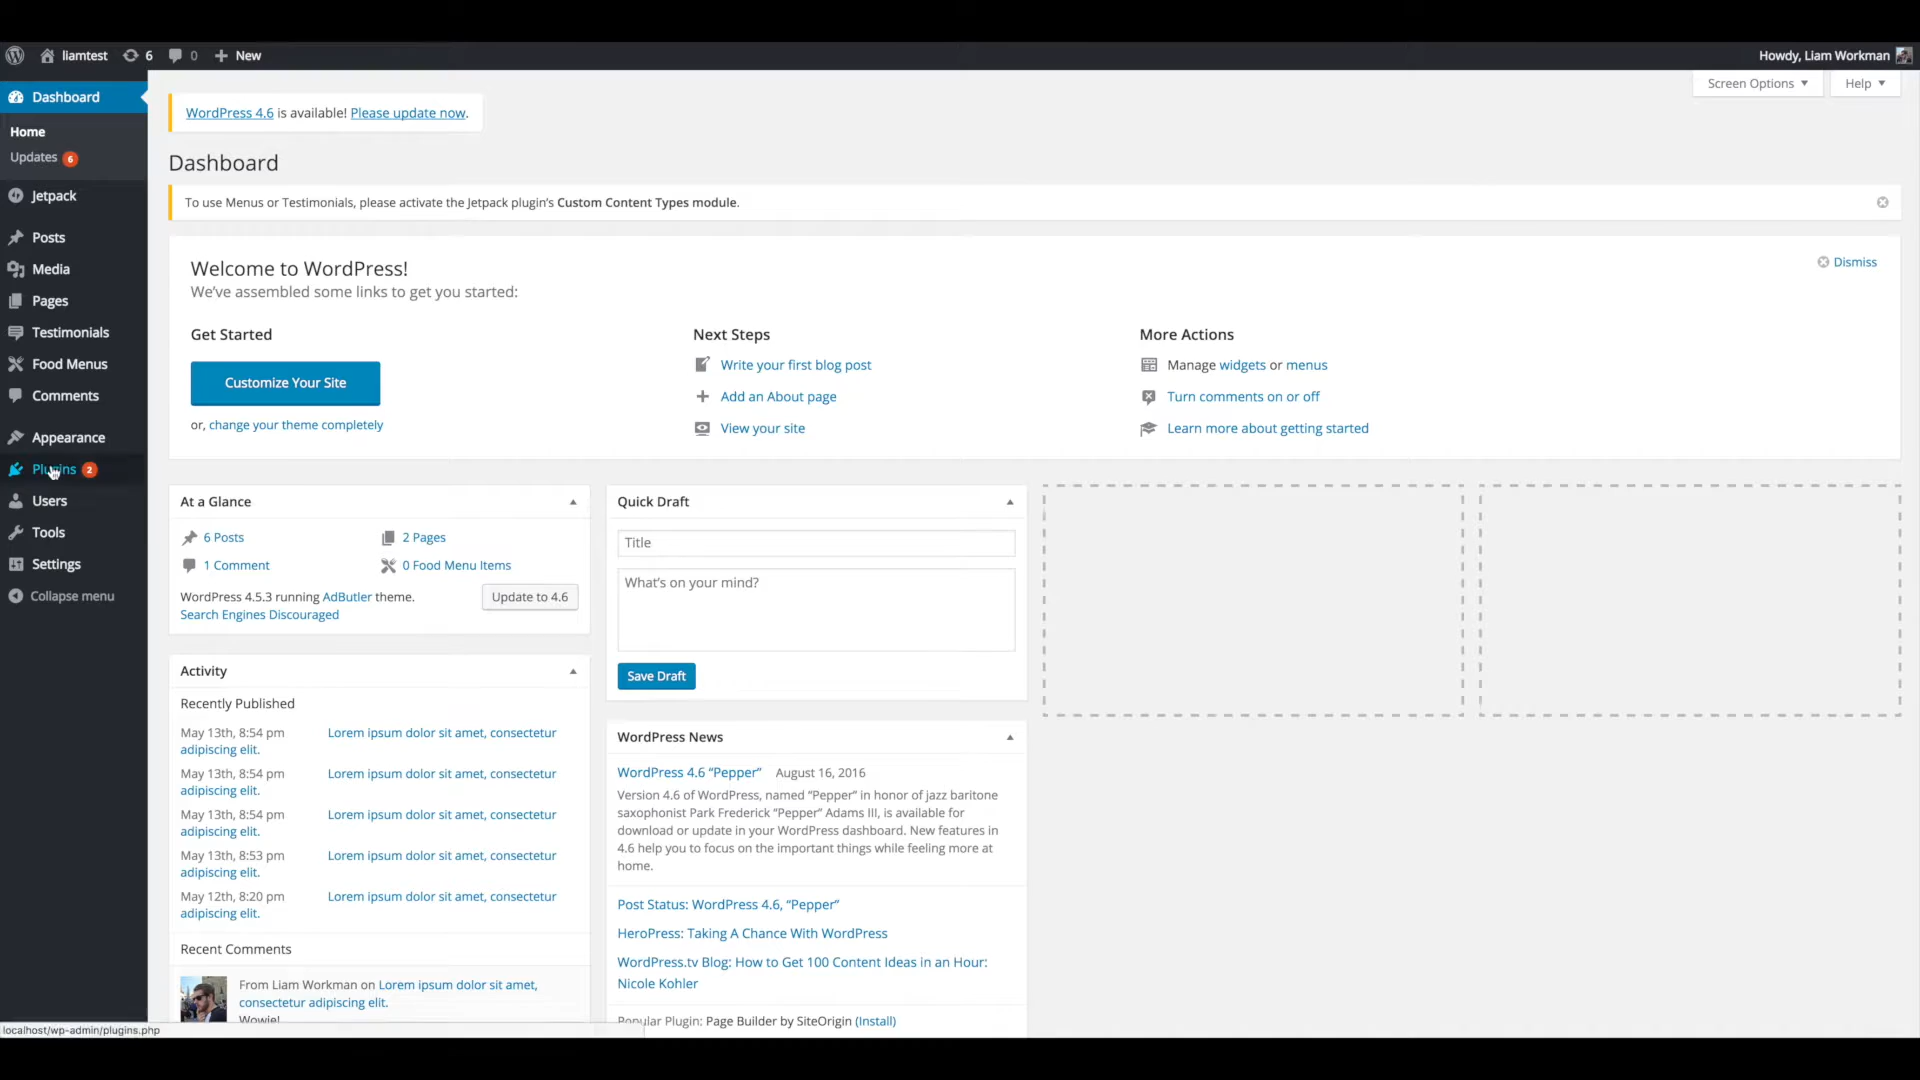 liamtest 6 0 New Howdy, Liam Workman
Dashboard
Home
Updates 6
Jetpack
Posts
Media
Pages
Testimonials
Food Menus
Comments
Appearance
Plugins 2
Users
Tools
Settings
Collapse menu
Screen Options Help
WordPress 4.6 is available! Please update now.
Dashboard
To use Menus or Testimonials, please activate the Jetpack plugin's Custom Content Types module.
Welcome to WordPress!
We've assembled some links to get you started:
Dismiss
Get Started
Customize Your Site
or, change your theme completely
Next Steps
Write your first blog post
Add an About page
View your site
More Actions
Manage widgets or menus
Turn comments on or off
Learn more about getting started
At a Glance
6 Posts 2 Pages
1 Comment 0 Food Menu Items
WordPress 4.5.3 running AdButler theme. Update to 4.6
Search Engines Discouraged
Activity
Recently Published
May 13th, 8:54 pm Lorem ipsum dolor sit amet, consectetur
adipiscing elit.
May 13th, 8:54 pm Lorem ipsum dolor sit amet, consectetur
adipiscing elit.
May 13th, 8:54 pm Lorem ipsum dolor sit amet, consectetur
adipiscing elit.
May 13th, 8:53 pm Lorem ipsum dolor sit amet, consectetur
adipiscing elit.
May 12th, 8:20 pm Lorem ipsum dolor sit amet, consectetur
adipiscing elit.
Recent Comments
From Liam Workman on Lorem ipsum dolor sit amet,
consectetur adipiscing elit.
Wowie!
Quick Draft
Title
What's on your mind?
Save Draft
WordPress News
WordPress 4.6 “Pepper” August 16, 2016
Version 4.6 of WordPress, named “Pepper” in honor of jazz baritone
saxophonist Park Frederick “Pepper” Adams III, is available for
download or update in your WordPress dashboard. New features in
4.6 help you to focus on the important things while feeling more at
home.
Post Status: WordPress 4.6, “Pepper”
HeroPress: Taking A Chance With WordPress
WordPress.tv Blog: How to Get 100 Content Ideas in an Hour:
Nicole Kohler
Popular Plugin: Page Builder by SiteOrigin (Install)
localhost/wp-admin/plugins.php